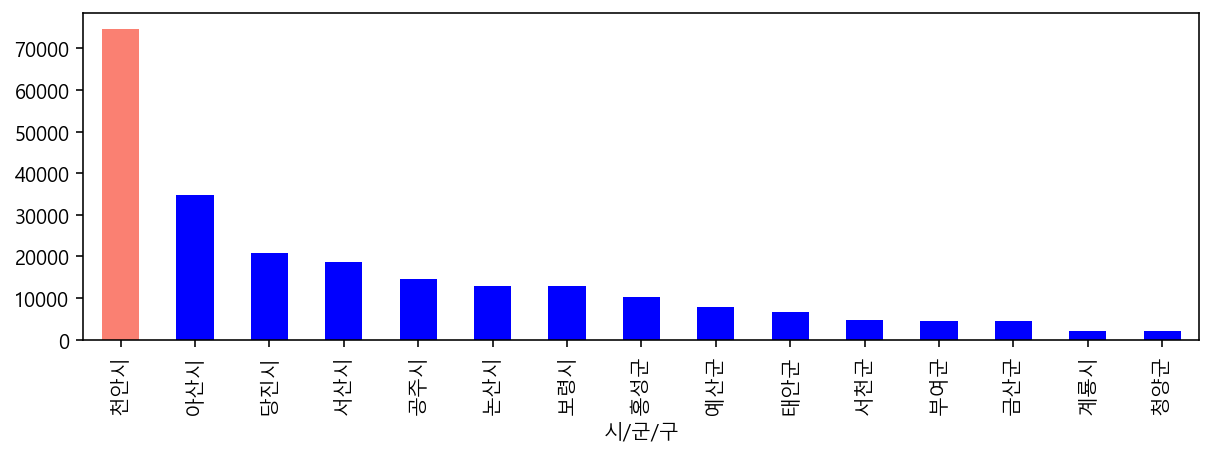 70000
60000
50000
40000
30000
20000
10000
0
천안시
아산시
당진시
서산시
공주시
논산시
보령시
홍성군
예산군
태안군
서천군
부여군
금산군
계룡시
청양군
시/군/구